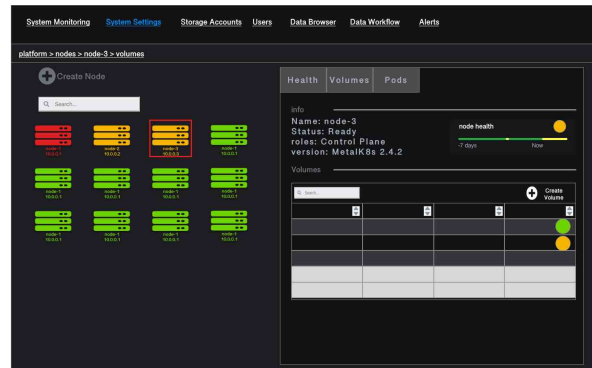 System Monitoring System Settings Storage Accounts Users Data Browser Data Workflow Alerts
platform > nodes > node-3 > volumes
Create Node
Search...
node-1 node-2 node-3 node-1
10.0.0.1 10.0.0.2 10.0.0.3 10.0.0.1
node-1 node-1 node-1 node-1
10.0.0.1 10.0.0.1 10.0.0.1 10.0.0.1
node-1 node-1 node-1 node-1
10.0.0.1 10.0.0.1 10.0.0.1 10.0.0.1
Health Volumes Pods
info
Name: node-3
Status: Ready
roles: Control Plane
version: MetalK8s 2.4.2
node health
-7 days Now
Volumes
Search...
Create
Volume